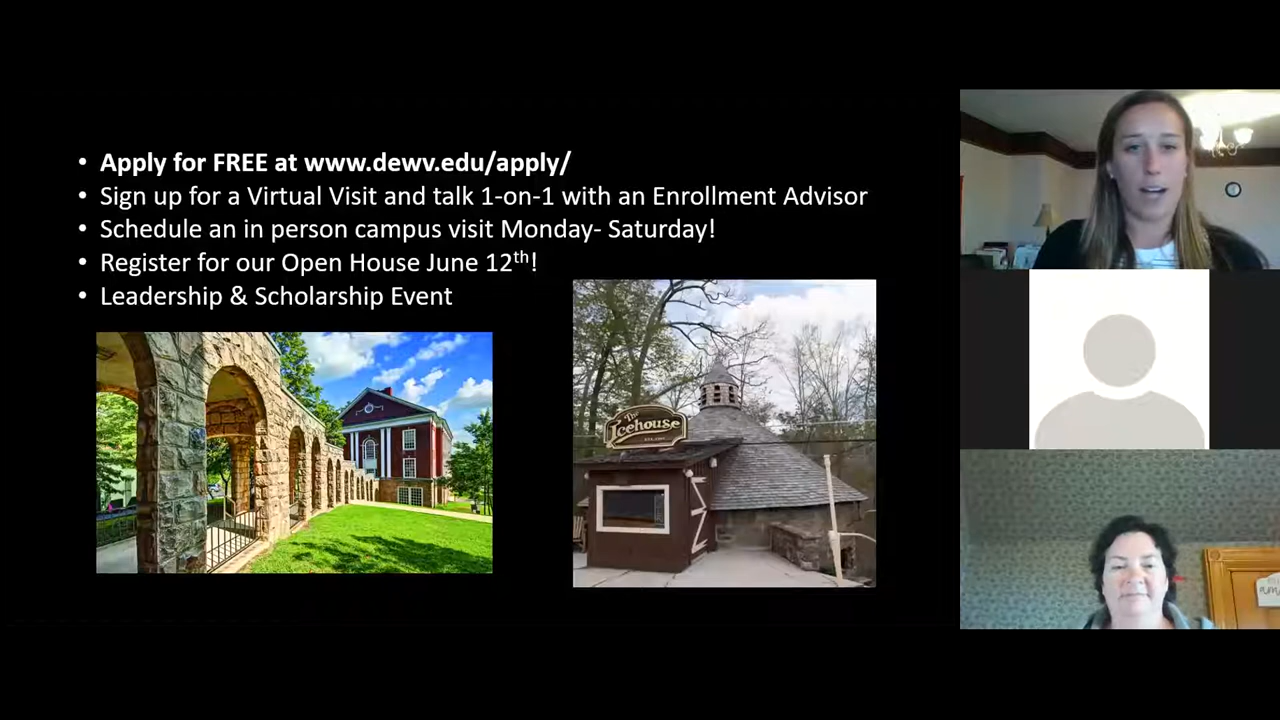 • Apply for FREE at www.dewv.edu/apply/
• Sign up for a Virtual Visit and talk 1-on-1 with an Enrollment Advisor
• Schedule an in person campus visit Monday- Saturday!
• Register for our Open House June 12th!
• Leadership & Scholarship Event
The
Icehouse